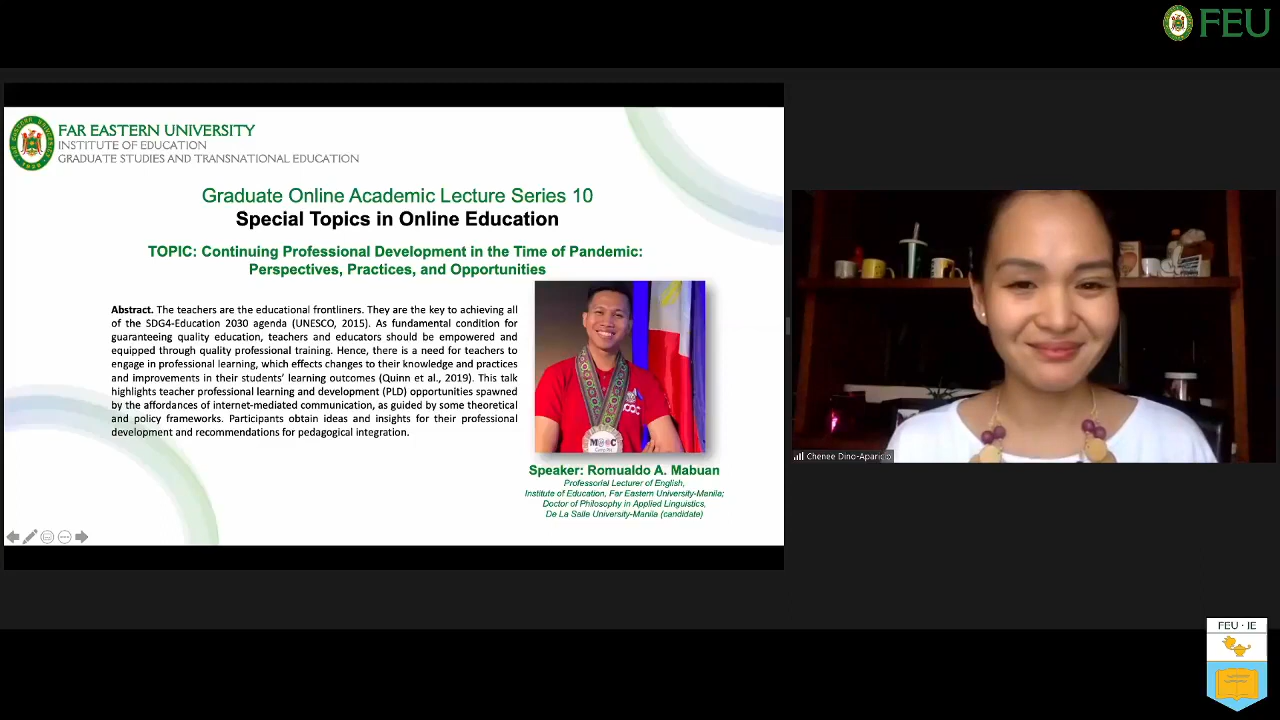 FEU
FAR EASTERN UNIVERSITY
INSTITUTE OF EDUCATION
GRADUATE STUDIES AND TRANSNATIONAL EDUCATION
Graduate Online Academic Lecture Series 10
Special Topics in Online Education
TOPIC: Continuing Professional Development in the Time of Pandemic:
Perspectives, Practices, and Opportunities
Abstract. The teachers are the educational frontliners. They are the key to achieving all
of the SDG4-Education 2030 agenda (UNESCO, 2015). As fundamental condition for
guaranteeing quality education, teachers and educators should be empowered and
equipped through quality professional training. Hence, there is a need for teachers to
engage in professional learning, which effects changes to their knowledge and practices
and improvements in their students' learning outcomes (Quinn et al., 2019). This talk
highlights teacher professional learning and development (PLD) opportunities spawned
by the affordances of internet-mediated communication, as guided by some theoretical
and policy frameworks. Participants obtain ideas and insights for their professional
development and recommendations for pedagogical integration.
Speaker: Romualdo A. Mabuan
Professorial Lecturer of English,
Institute of Education, Far Eastern University-Manila;
Doctor of Philosophy in Applied Linguistics,
De La Salle University-Manila (candidate)
Chenee Dino-Aparicio
FEU · IE